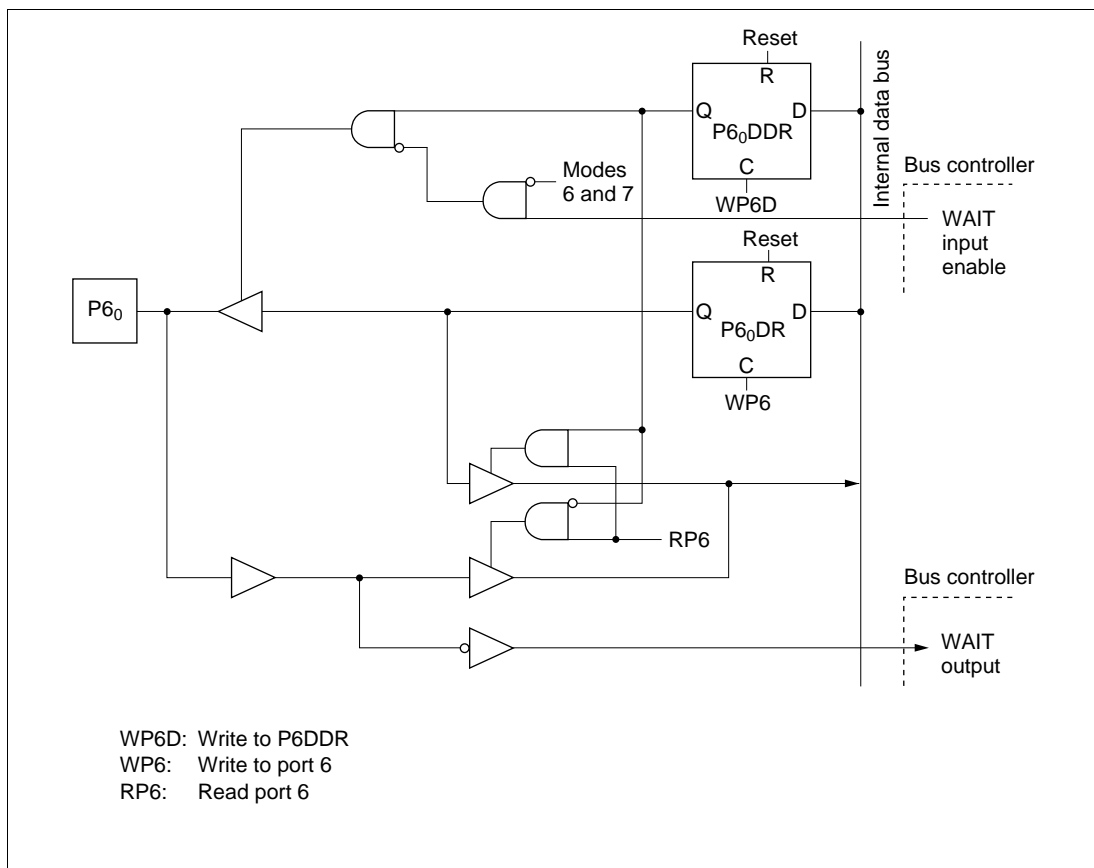 Reset
R
Q
D
P6₀DDR
C
WP6D
Internal data bus
Bus controller
Modes
6 and 7
WAIT
input
enable
Reset
R
P6₀
Q
D
P6₀DR
C
WP6
RP6
Bus controller
WAIT
output
WP6D: Write to P6DDR
WP6: Write to port 6
RP6: Read port 6